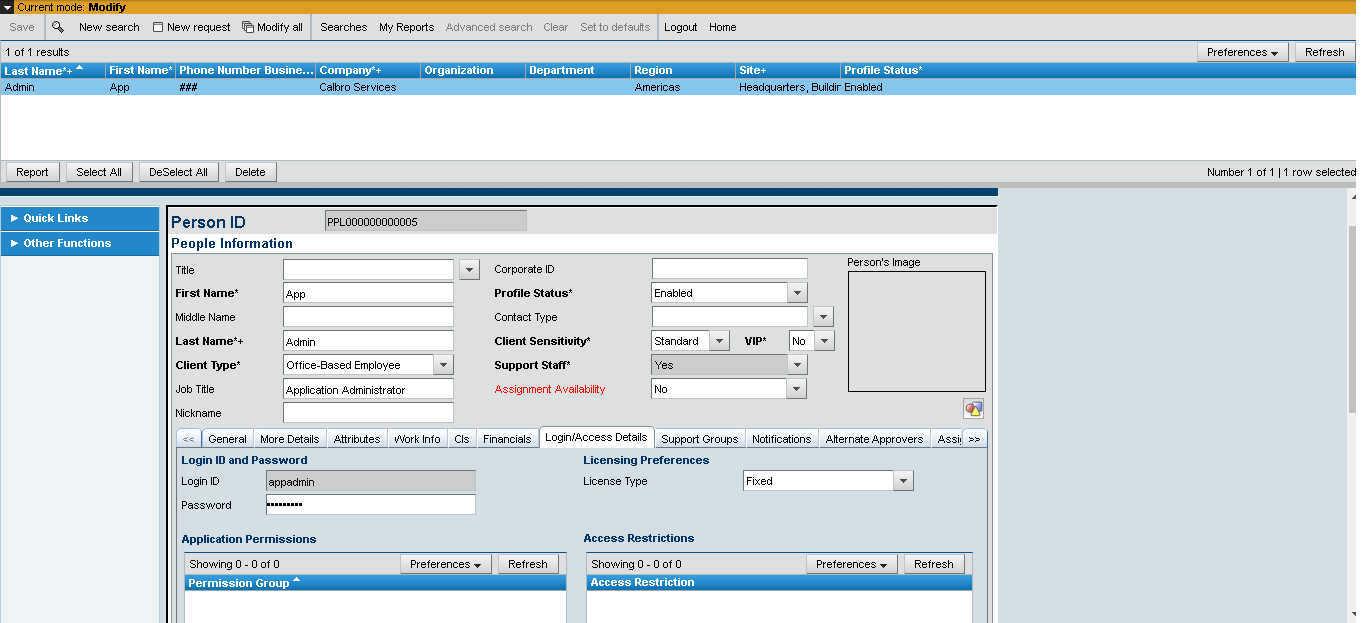 Current mode: Modify
Save New search New request Modify all Searches My Reports Advanced search Clear Set to defaults Logout Home
1 of 1 results Preferences Refresh
Last Name*+ First Name* Phone Number Busine... Company*+ Organization Department Region Site+ Profile Status*
Admin App ### Calbro Services Americas Headquarters, Buildin Enabled
Report Select All DeSelect All Delete Number 1 of 1 | 1 row selected
Quick Links
Other Functions
Person ID PPL000000000005
People Information
Title Corporate ID Person's Image
First Name* App Profile Status* Enabled
Middle Name Contact Type
Last Name*+ Admin Client Sensitivity* Standard VIP* No
Client Type* Office-Based Employee Support Staff* Yes
Job Title Application Administrator Assignment Availability No
Nickname
<< General More Details Attributes Work Info CIs Financials Login/Access Details Support Groups Notifications Alternate Approvers Assi >>
Login ID and Password Licensing Preferences
Login ID appadmin License Type Fixed
Password •••••••••
Application Permissions Access Restrictions
Showing 0 - 0 of 0 Preferences Refresh Showing 0 - 0 of 0 Preferences Refresh
Permission Group Access Restriction